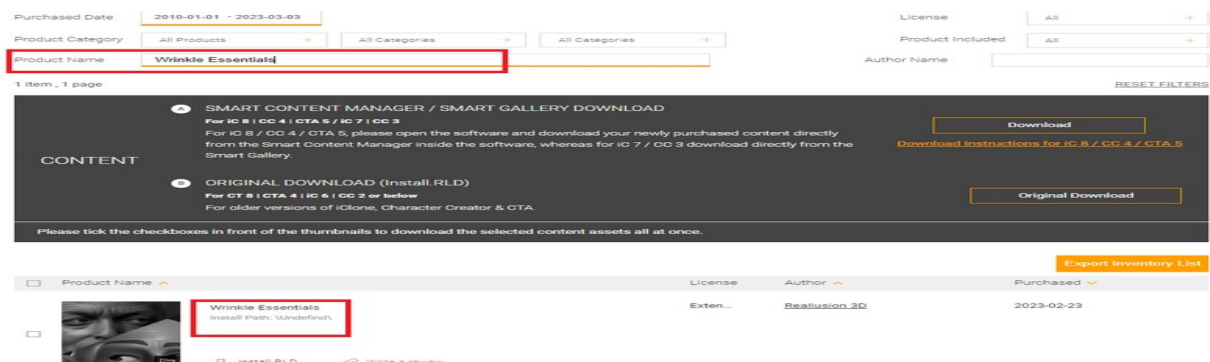 Purchased Date 2010-01-01 - 2023-03-03 License All +
Product Category All Products + All Categories + All Categories + Product Included All +
Product Name Wrinkle Essentials Author Name
1 item , 1 page RESET FILTERS
CONTENT
A SMART CONTENT MANAGER / SMART GALLERY DOWNLOAD
For iC 8 | CC 4 | CTA 5 / iC 7 | CC 3
For iC 8 / CC 4 / CTA 5, please open the software and download your newly purchased content directly
from the Smart Content Manager inside the software, whereas for iC 7 / CC 3 download directly from the
Smart Gallery.
Download
Download Instructions for iC 8 / CC 4 / CTA 5
B ORIGINAL DOWNLOAD (Install.RLD)
For CT 8 | CTA 4 | iC 6 | CC 2 or below
For older versions of iClone, Character Creator & CTA.
Original Download
Please tick the checkboxes in front of the thumbnails to download the selected content assets all at once.
Export Inventory List
Product Name License Author Purchased
Wrinkle Essentials Exten... Reallusion 3D 2023-02-23
Install Path: \Undefind\
Install.RLD Write a review